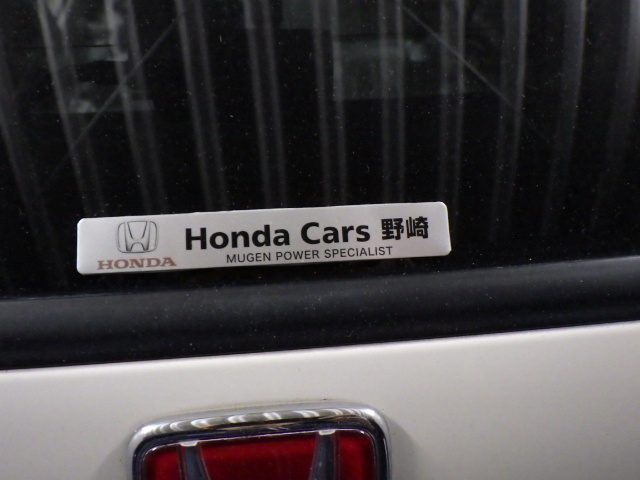 HONDA
Honda Cars 野崎
MUGEN POWER SPECIALIST